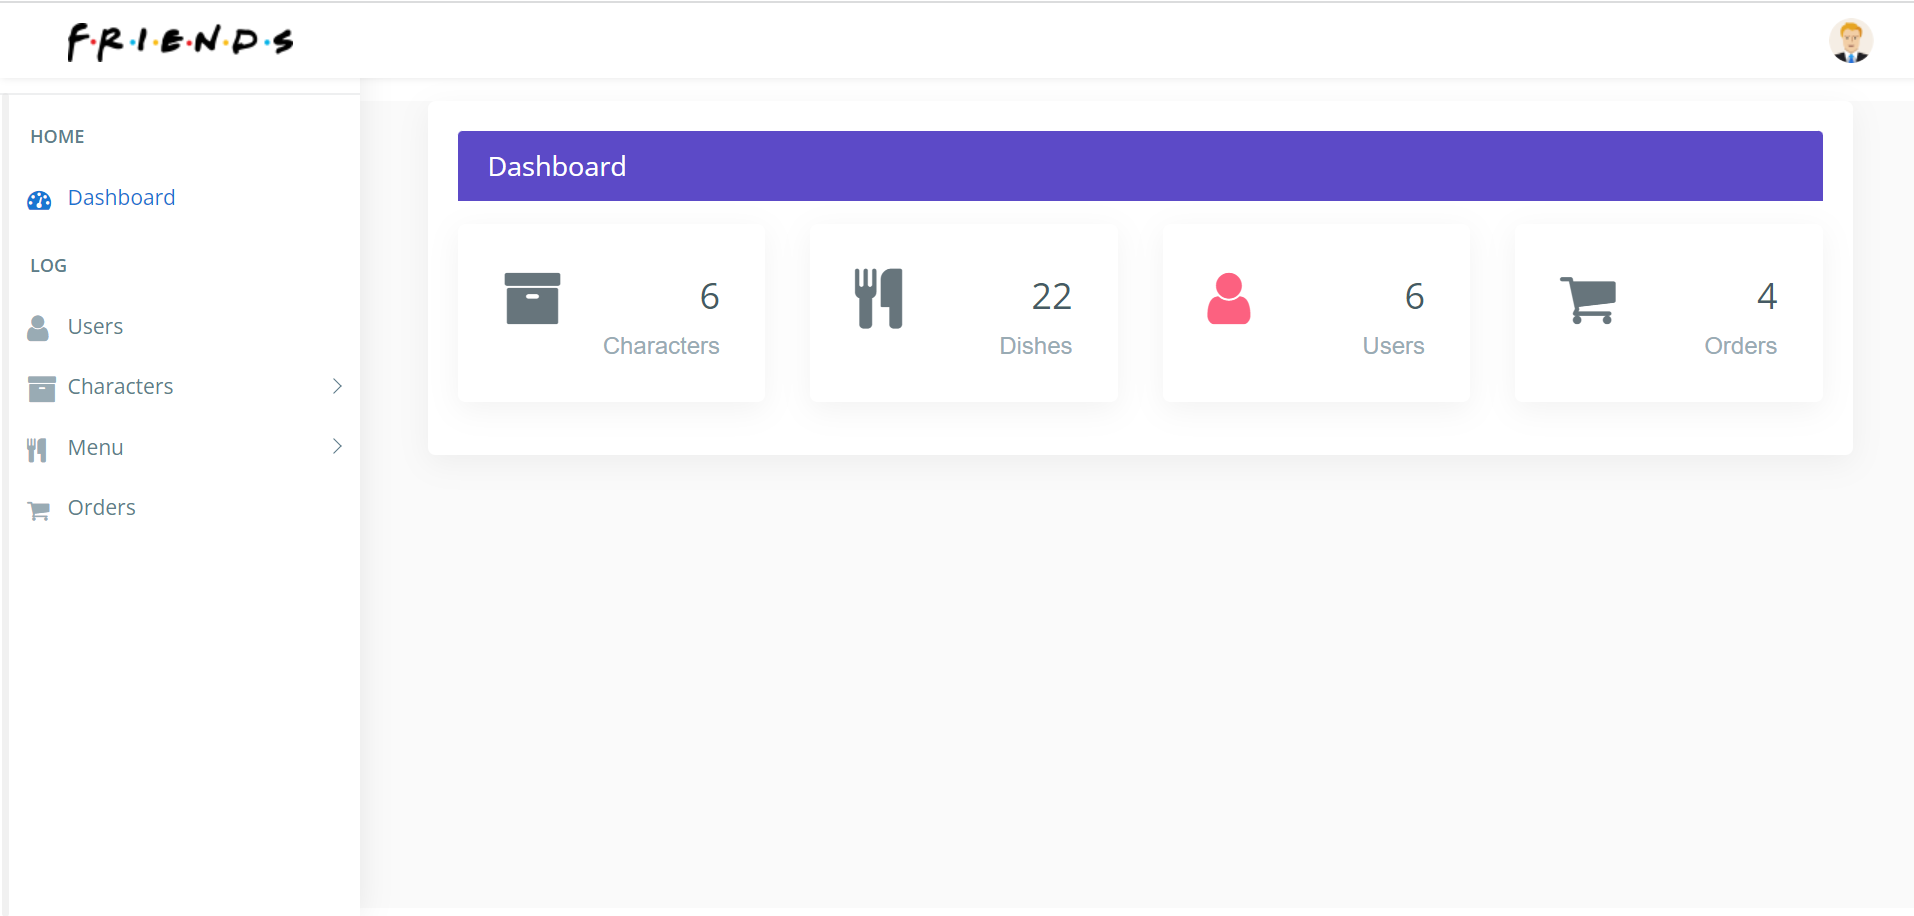 F·R·I·E·N·D·S
HOME
Dashboard
LOG
Users
Characters
Menu
Orders
Dashboard
6
Characters
22
Dishes
6
Users
4
Orders